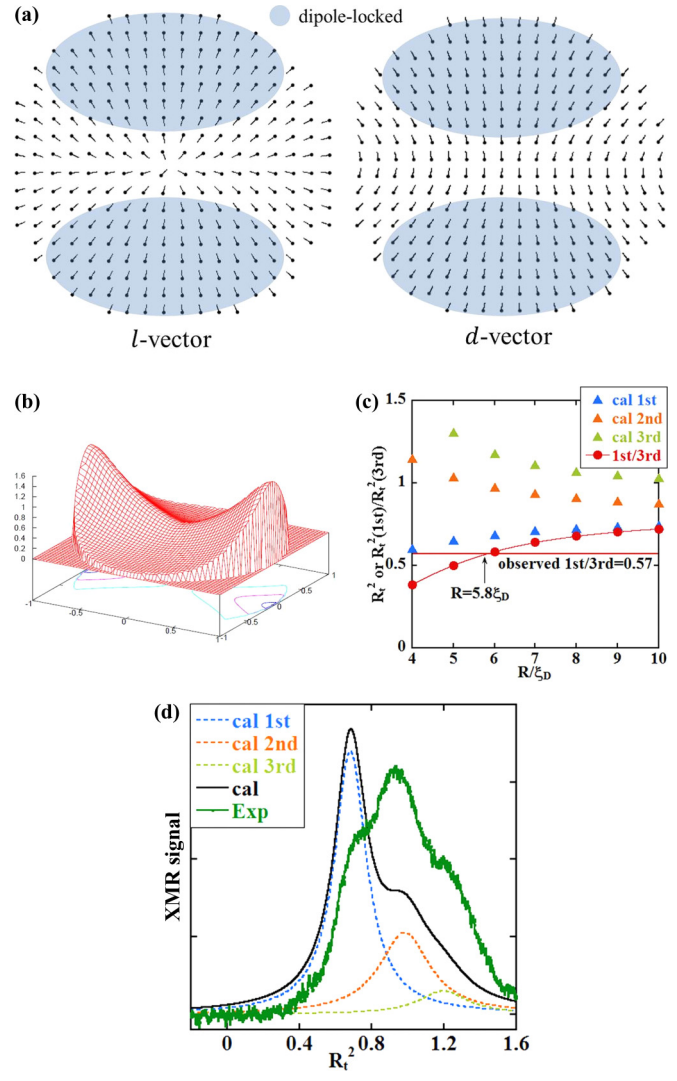 (a)
dipole-locked
l-vector
d-vector
(b)
1.6
1.4
1.2
1
0.8
0.6
0.4
0.2
0
-1
-0.5
0
0.5
1
-1
-0.5
0
0.5
1
(c)
1.5
1
0.5
0
R_t^2 or R_t^2(1st)/R_t^2(3rd)
cal 1st
cal 2nd
cal 3rd
1st/3rd
observed 1st/3rd=0.57
R=5.8ξ_D
4 5 6 7 8 9 10
R/ξ_D
(d)
cal 1st
cal 2nd
cal 3rd
cal
Exp
XMR signal
0 0.4 0.8 1.2 1.6
R_t^2